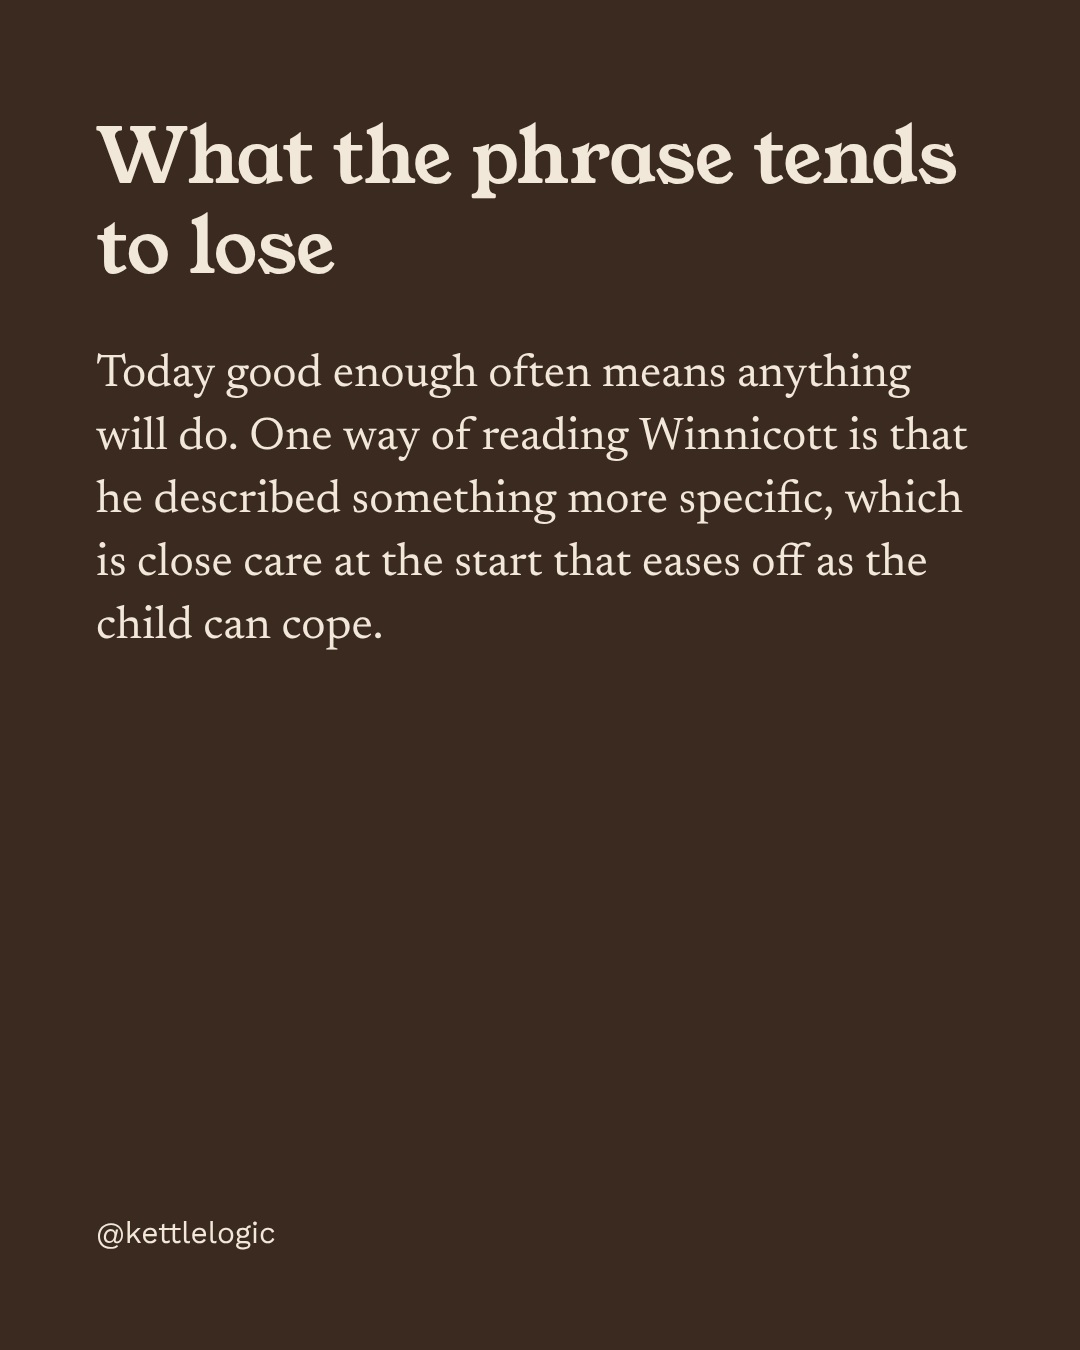 What the phrase tends
to lose
Today good enough often means anything
will do. One way of reading Winnicott is that
he described something more specific, which
is close care at the start that eases off as the
child can cope.
@kettlelogic